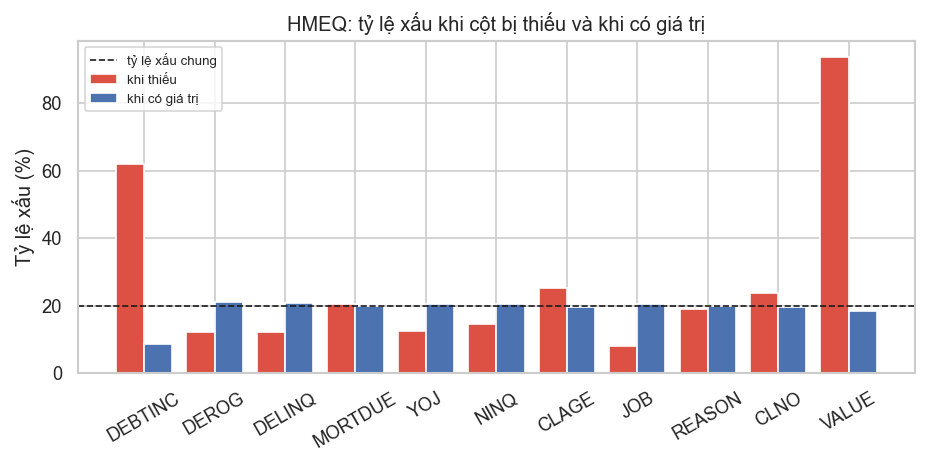 HMEQ: tỷ lệ xấu khi cột bị thiếu và khi có giá trị
tỷ lệ xấu chung
khi thiếu
khi có giá trị
Tỷ lệ xấu (%)
80
60
40
20
0
DEBTINC
DEROG
DELINQ
MORTDUE
YOJ
NINQ
CLAGE
JOB
REASON
CLNO
VALUE